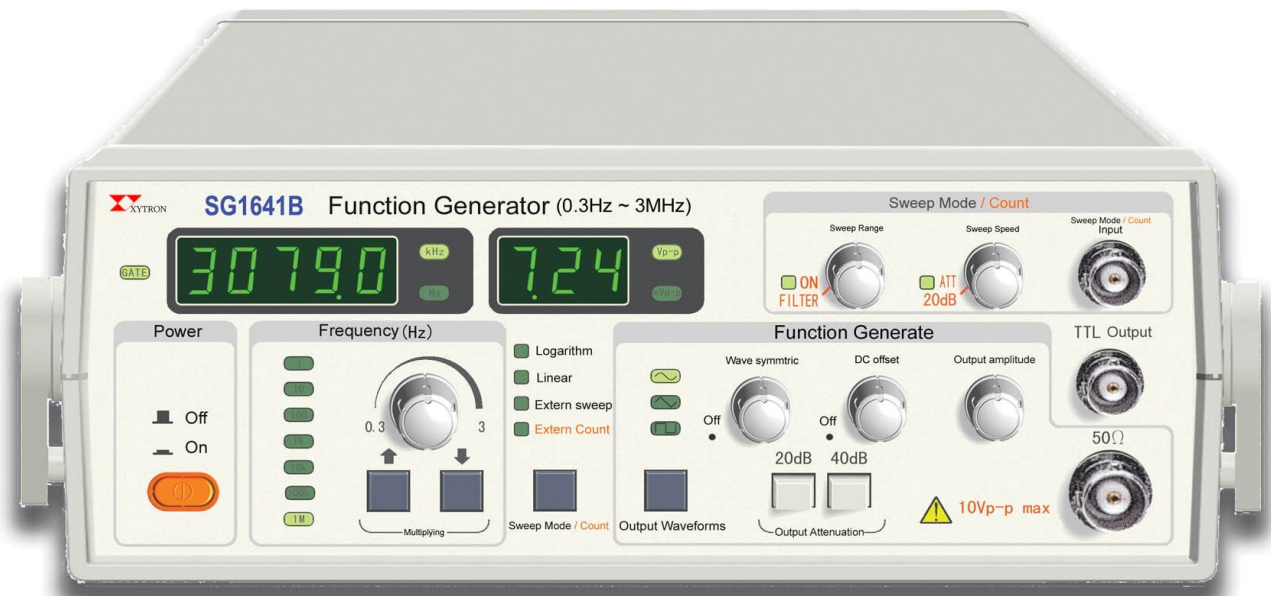 XYTRON
SG1641B Function Generator (0.3Hz ~ 3MHz)
Sweep Mode / Count
Sweep Range
Sweep Speed
Sweep Mode / Count
Input
GATE
3079.0
kHz
Hz
7.24
Vp-p
mVp-p
ON
FILTER
ATT
20dB
Power
Off
On
Frequency (Hz)
1
10
100
1k
10k
100k
1M
0.3
3
Multiplying
Logarithm
Linear
Extern sweep
Extern Count
Sweep Mode / Count
Function Generate
Wave symmtric
DC offset
Output amplitude
Off
Off
20dB
40dB
Output Waveforms
Output Attenuation
10Vp-p max
TTL Output
50Ω